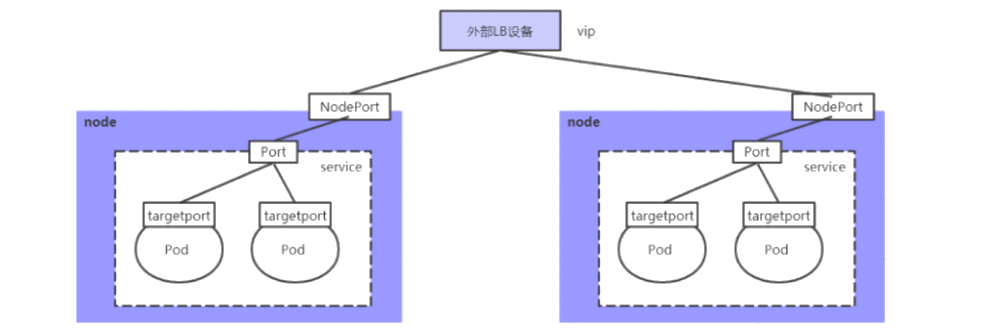 外部LB设备
vip
NodePort
NodePort
node
node
Port
Port
service
service
targetport
targetport
targetport
targetport
Pod
Pod
Pod
Pod